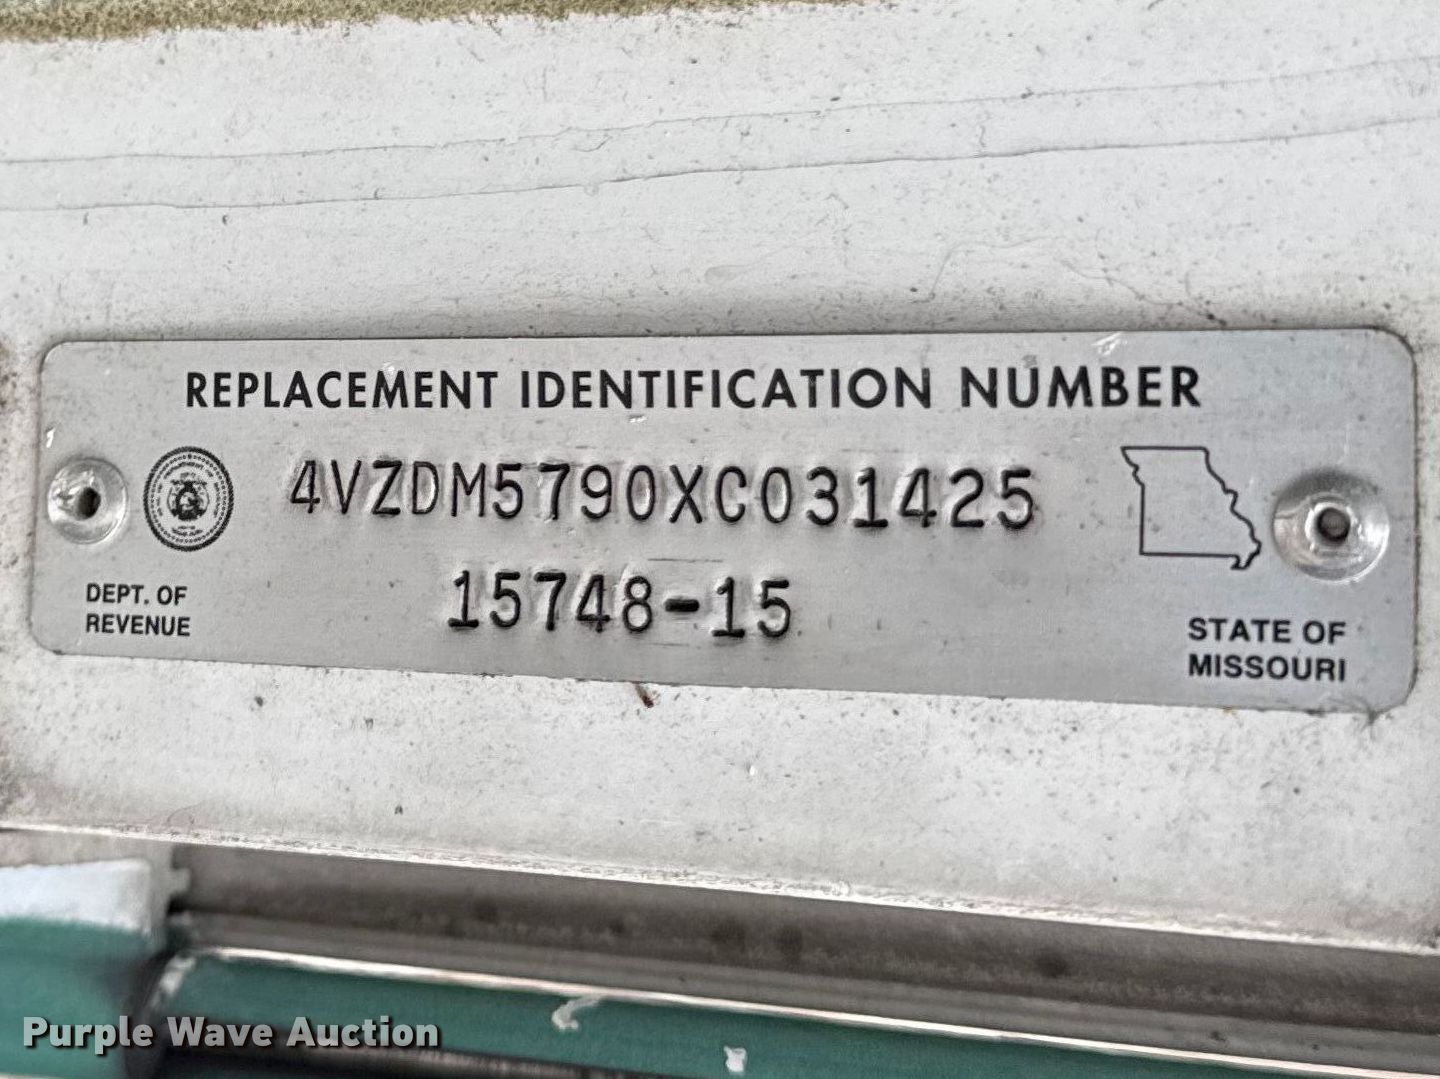 REPLACEMENT IDENTIFICATION NUMBER
4VZDM5790XC031425
15748-15
DEPT. OF
REVENUE
STATE OF
MISSOURI
Purple Wave Auction